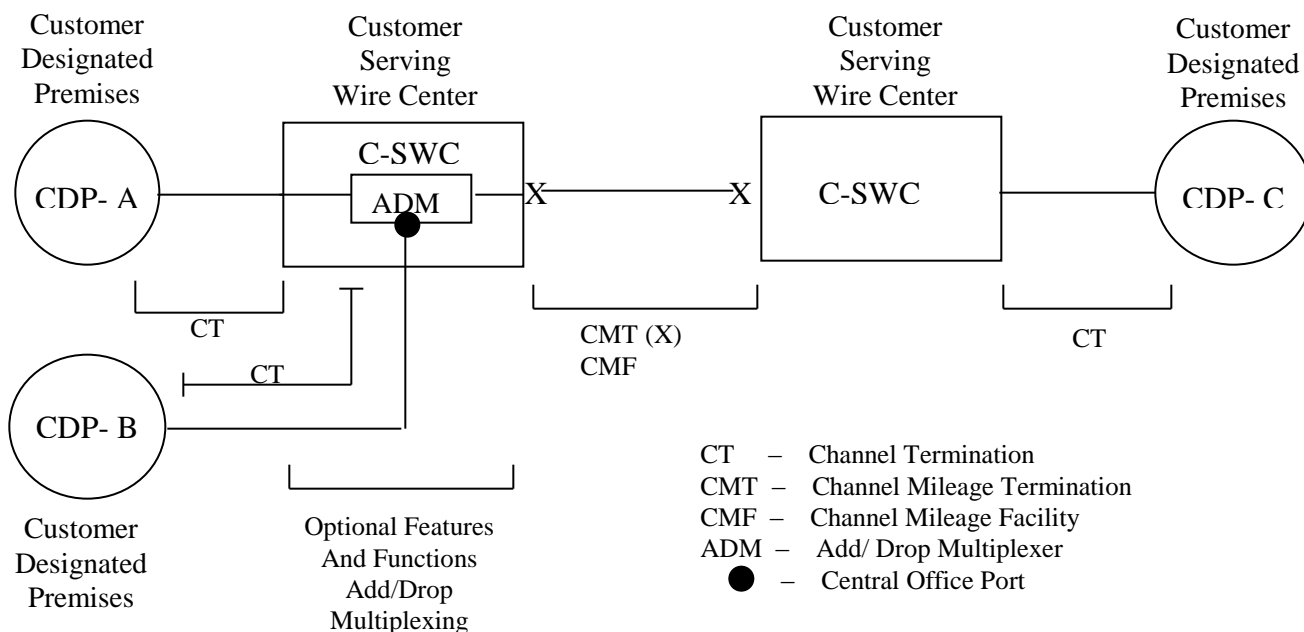 Customer
Designated
Premises
Customer
Serving
Wire Center
Customer
Serving
Wire Center
Customer
Designated
Premises
C-SWC
ADM
CDP- A
X
X
C-SWC
CDP- C
CT
CMT (X)
CMF
CT
CT
CDP- B
Customer
Designated
Premises
Optional Features
And Functions
Add/Drop
Multiplexing
CT – Channel Termination
CMT – Channel Mileage Termination
CMF – Channel Mileage Facility
ADM – Add/ Drop Multiplexer
– Central Office Port